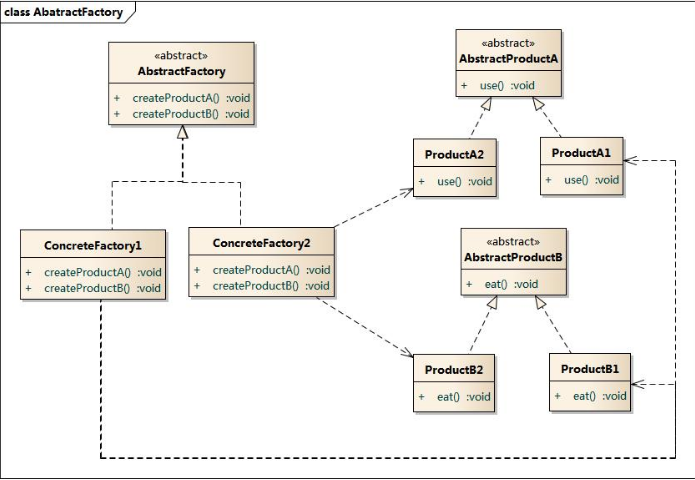 class AbatractFactory
«abstract»
AbstractFactory
+ createProductA() :void
+ createProductB() :void
«abstract»
AbstractProductA
+ use() :void
ProductA2
+ use() :void
ProductA1
+ use() :void
ConcreteFactory1
+ createProductA() :void
+ createProductB() :void
ConcreteFactory2
+ createProductA() :void
+ createProductB() :void
«abstract»
AbstractProductB
+ eat() :void
ProductB2
+ eat() :void
ProductB1
+ eat() :void